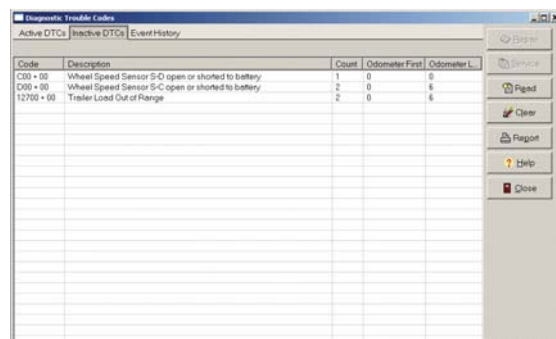 Diagnostic Trouble Codes
Active DTCs Inactive DTCs Event History
Code Description Count Odometer First Odometer L...
C00 + 00 Wheel Speed Sensor S-D open or shorted to battery 1 0 0
D00 + 00 Wheel Speed Sensor S-C open or shorted to battery 2 0 6
12700 + 00 Trailer Load Out of Range 2 0 6
Service
Read
Clear
Report
Help
Close